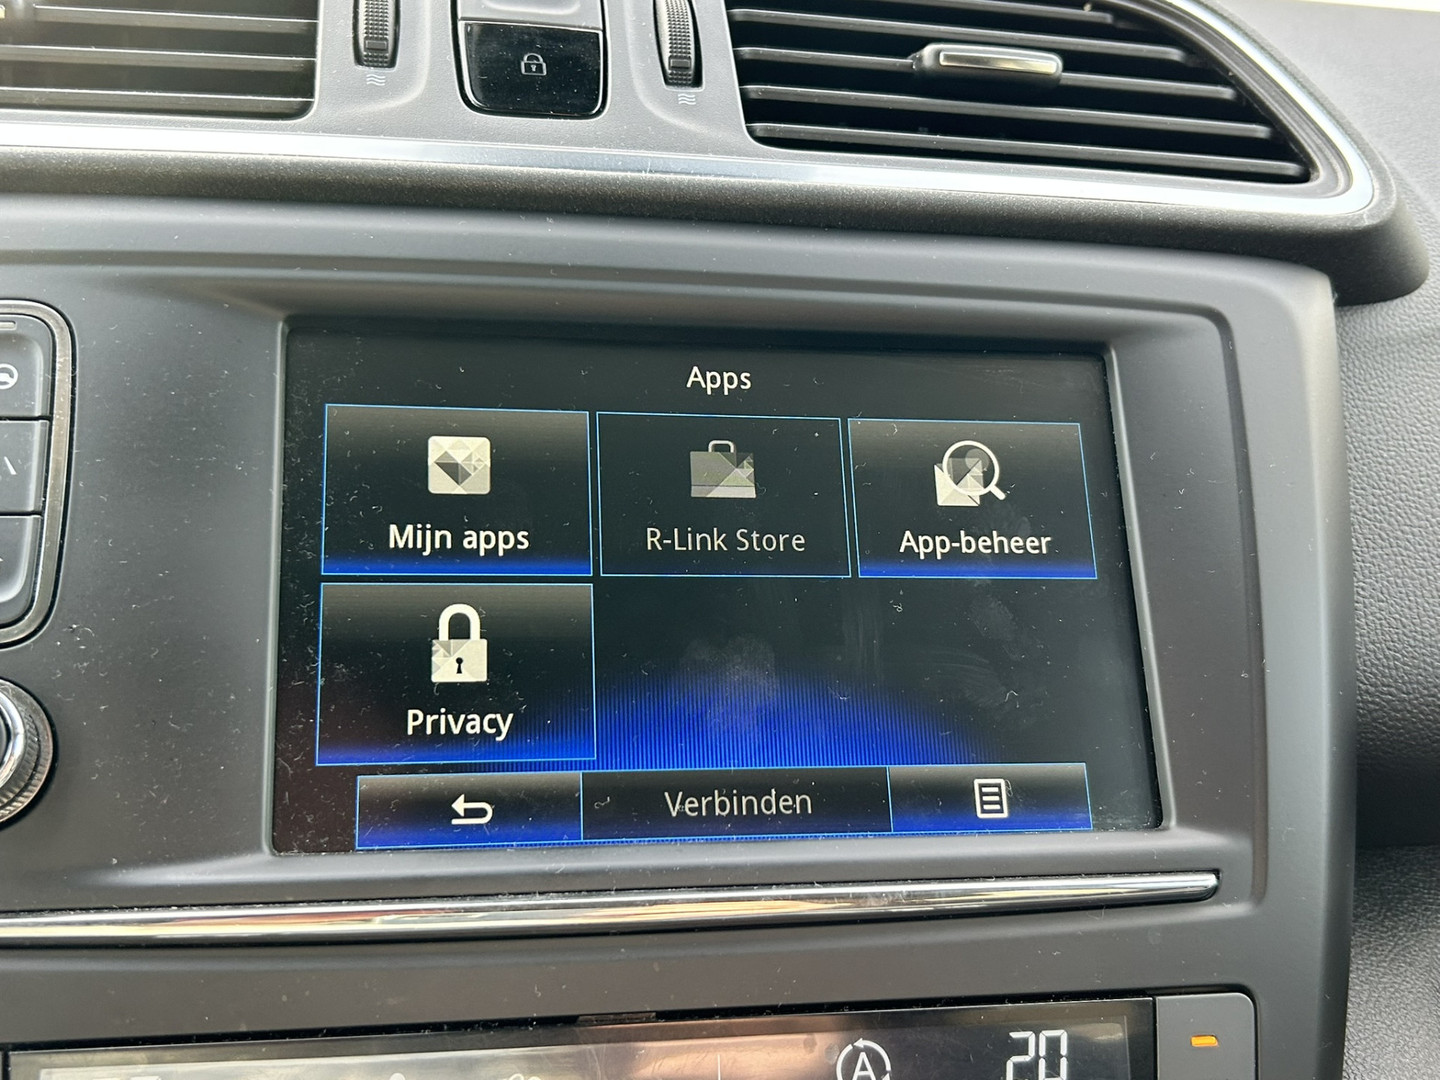 Apps
Mijn apps
R-Link Store
App-beheer
Privacy
Verbinden
A
20